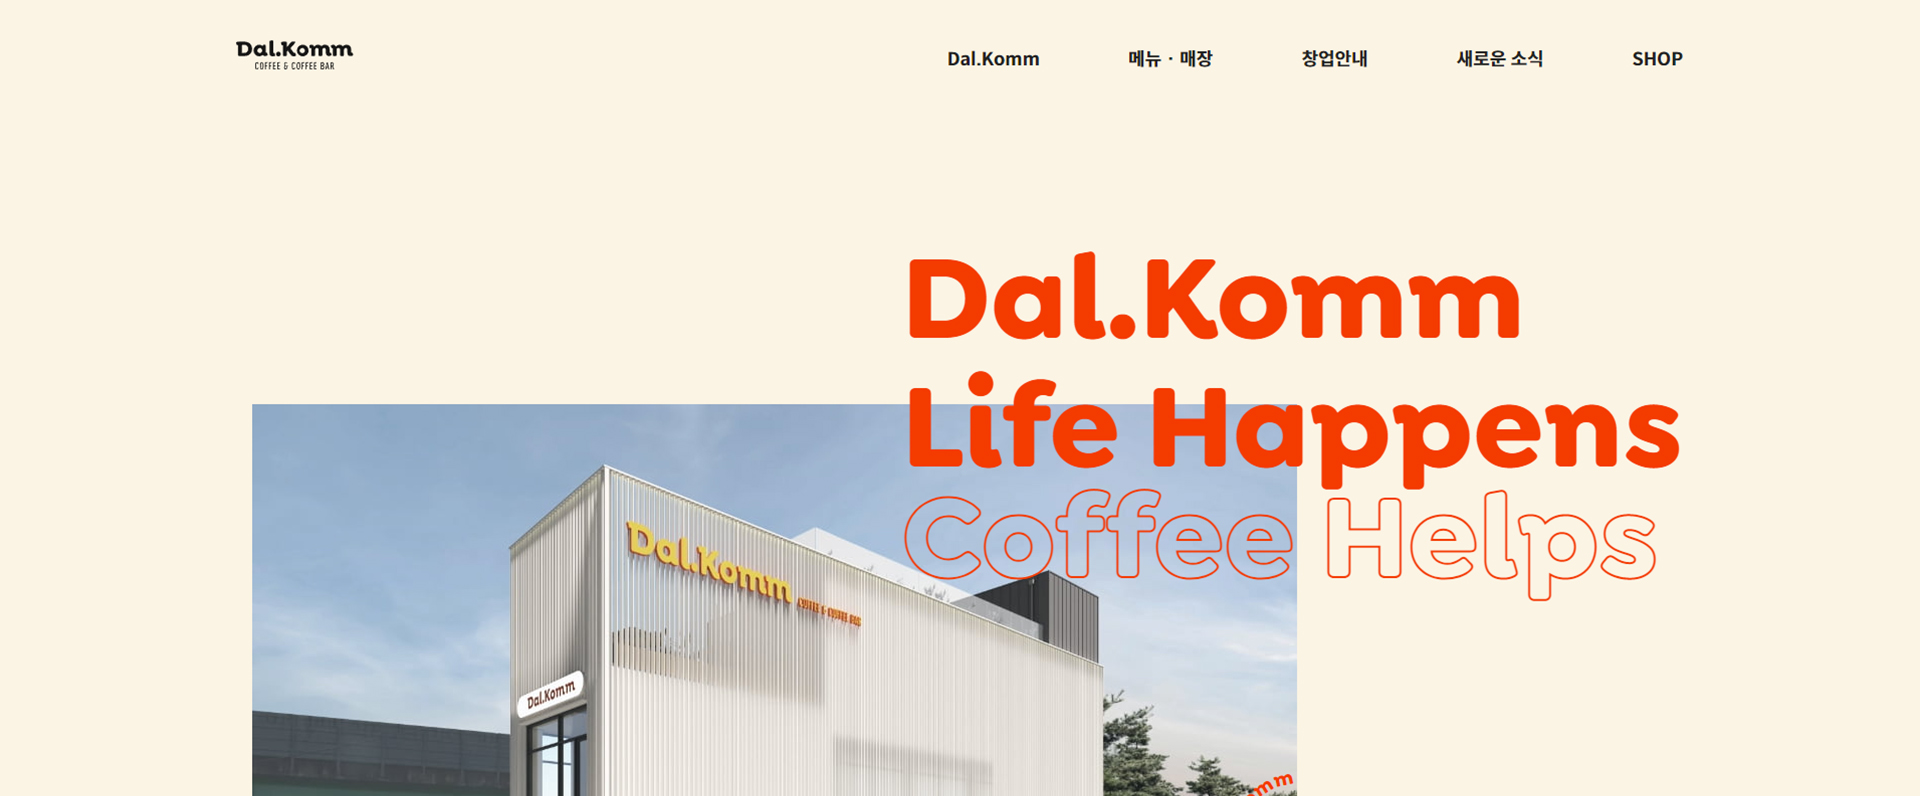 Dal.Komm
COFFEE & COFFEE BAR
Dal.Komm
메뉴 · 매장
창업안내
새로운 소식
SHOP
Dal.Komm
Life Happens
Coffee Helps
Dal.Komm
COFFEE & COFFEE BAR
Dal.Komm